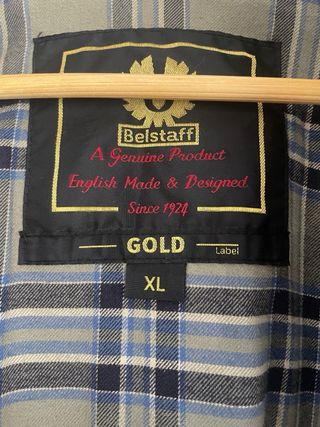 Belstaff
A Genuine Product
English Made & Designed
Since 1924
GOLD
Label
XL